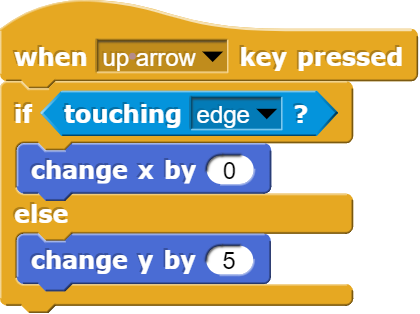 when up arrow key pressed
if touching edge ?
change x by 0
else
change y by 5